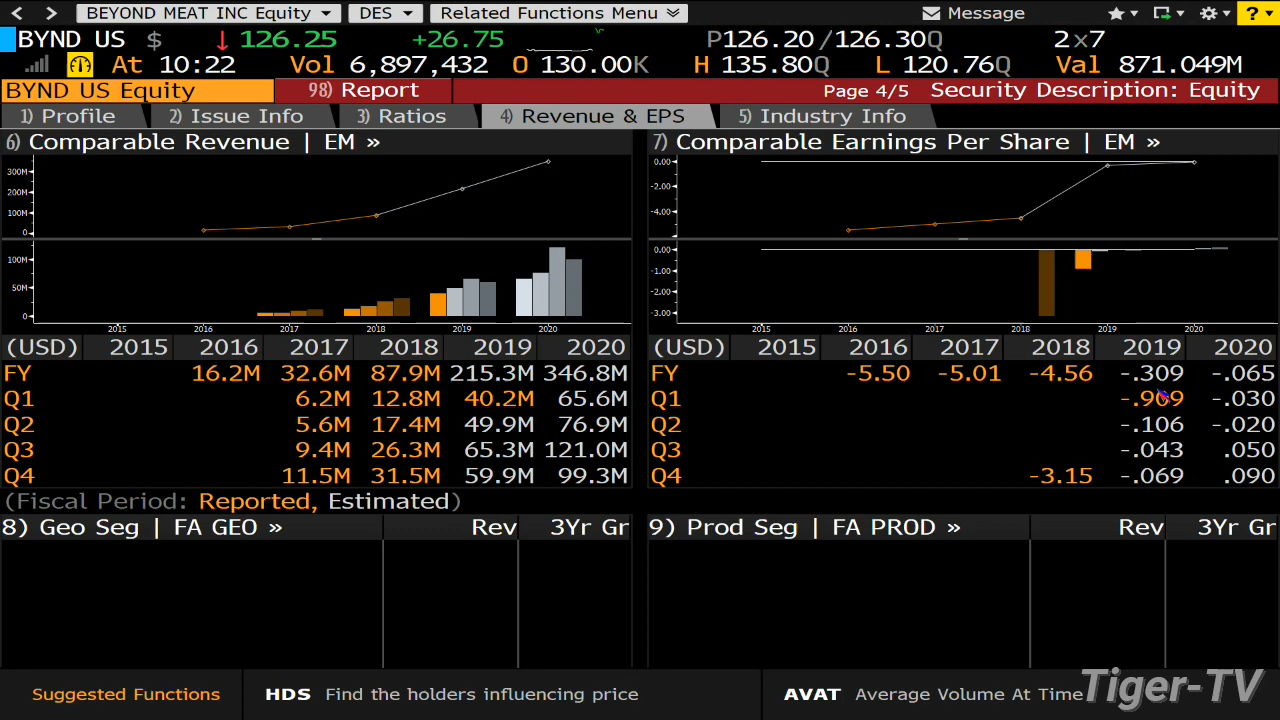 BEYOND MEAT INC Equity DES Related Functions Menu Message ?
BYND US $ ↓ 126.25 +26.75 P126.20 /126.30Q 2x7
At 10:22 Vol 6,897,432 O 130.00K H 135.80Q L 120.76Q Val 871.049M
BYND US Equity 98) Report Page 4/5 Security Description: Equity
1) Profile 2) Issue Info 3) Ratios 4) Revenue & EPS 5) Industry Info
6) Comparable Revenue | EM »
300M
200M
100M
0
100M
50M
0
2015 2016 2017 2018 2019 2020
(USD) 2015 2016 2017 2018 2019 2020
FY 16.2M 32.6M 87.9M 215.3M 346.8M
Q1 6.2M 12.8M 40.2M 65.6M
Q2 5.6M 17.4M 49.9M 76.9M
Q3 9.4M 26.3M 65.3M 121.0M
Q4 11.5M 31.5M 59.9M 99.3M
7) Comparable Earnings Per Share | EM »
0.00
-2.00
-4.00
0.00
-1.00
-2.00
-3.00
2015 2016 2017 2018 2019 2020
(USD) 2015 2016 2017 2018 2019 2020
FY -5.50 -5.01 -4.56 -.309 -.065
Q1 -.909 -.030
Q2 -.106 -.020
Q3 -.043 .050
Q4 -3.15 -.069 .090
(Fiscal Period: Reported, Estimated)
8) Geo Seg | FA GEO » Rev 3Yr Gr
9) Prod Seg | FA PROD » Rev 3Yr Gr
Suggested Functions HDS Find the holders influencing price AVAT Average Volume At Time
Tiger-TV